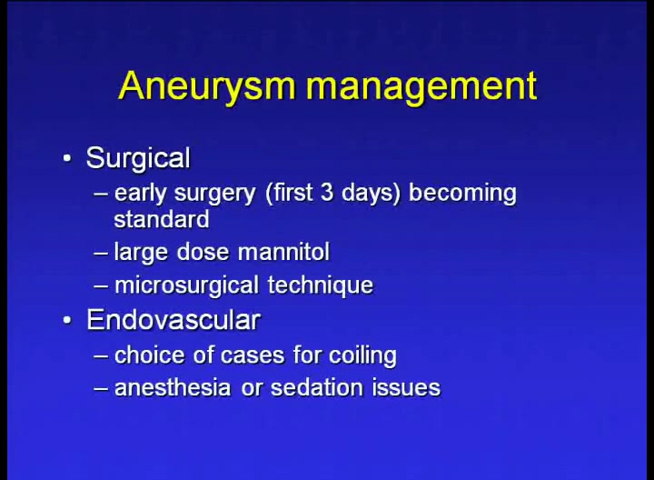 Aneurysm management
• Surgical
– early surgery (first 3 days) becoming
standard
– large dose mannitol
– microsurgical technique
• Endovascular
– choice of cases for coiling
– anesthesia or sedation issues